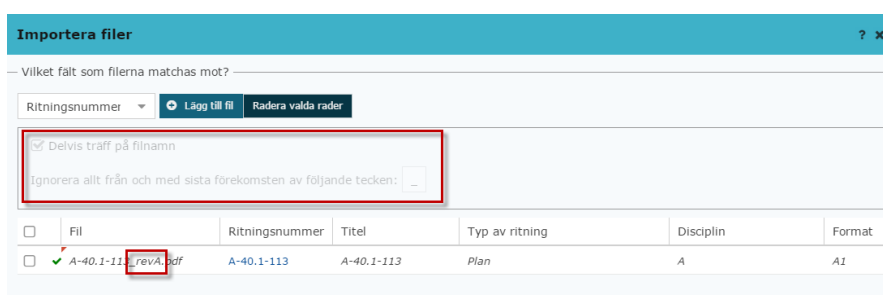 Importera filer ? x
Vilket fält som filerna matchas mot?
Ritningsnummer Lägg till fil Radera valda rader
Delvis träff på filnamn
Ignorera allt från och med sista förekomsten av följande tecken: _
Fil Ritningsnummer Titel Typ av ritning Disciplin Format
A-40.1-113_revA.pdf A-40.1-113 A-40.1-113 Plan A A1